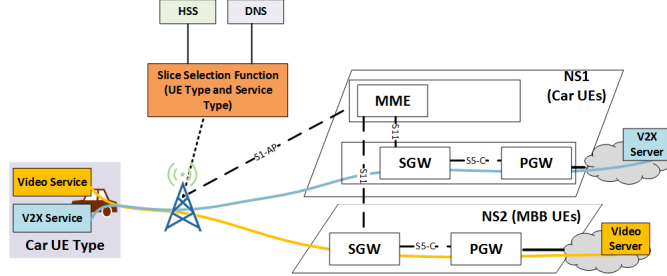 HSS
DNS
Slice Selection Function
(UE Type and Service
Type)
NS1
(Car UEs)
MME
S1-AP
S11
V2X
Server
SGW
S5-C
PGW
Video Service
S11
V2X Service
NS2 (MBB UEs)
Car UE Type
SGW
S5-C
PGW
Video
Server